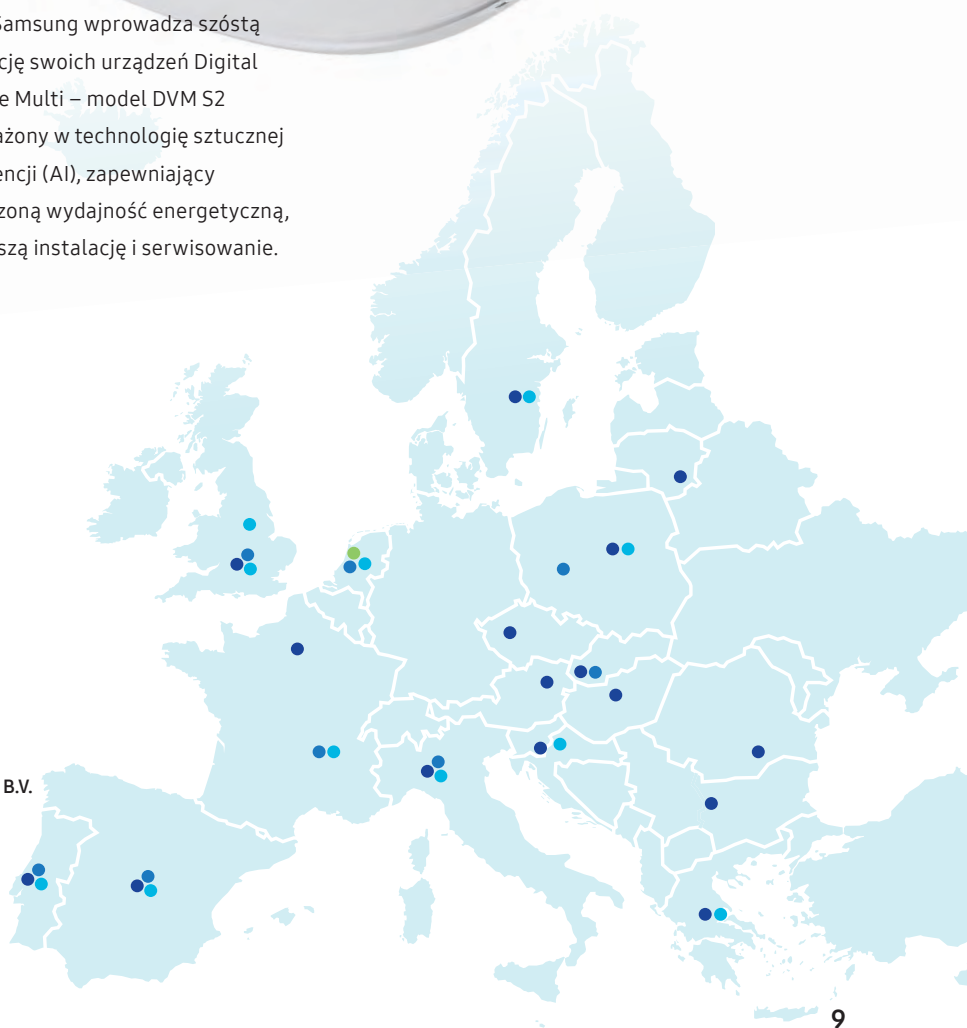 Samsung wprowadza szóstą
cję swoich urządzeń Digital
e Multi – model DVM S2
ażony w technologię sztucznej
encji (AI), zapewniający
zoną wydajność energetyczną,
szą instalację i serwisowanie.
B.V.
9